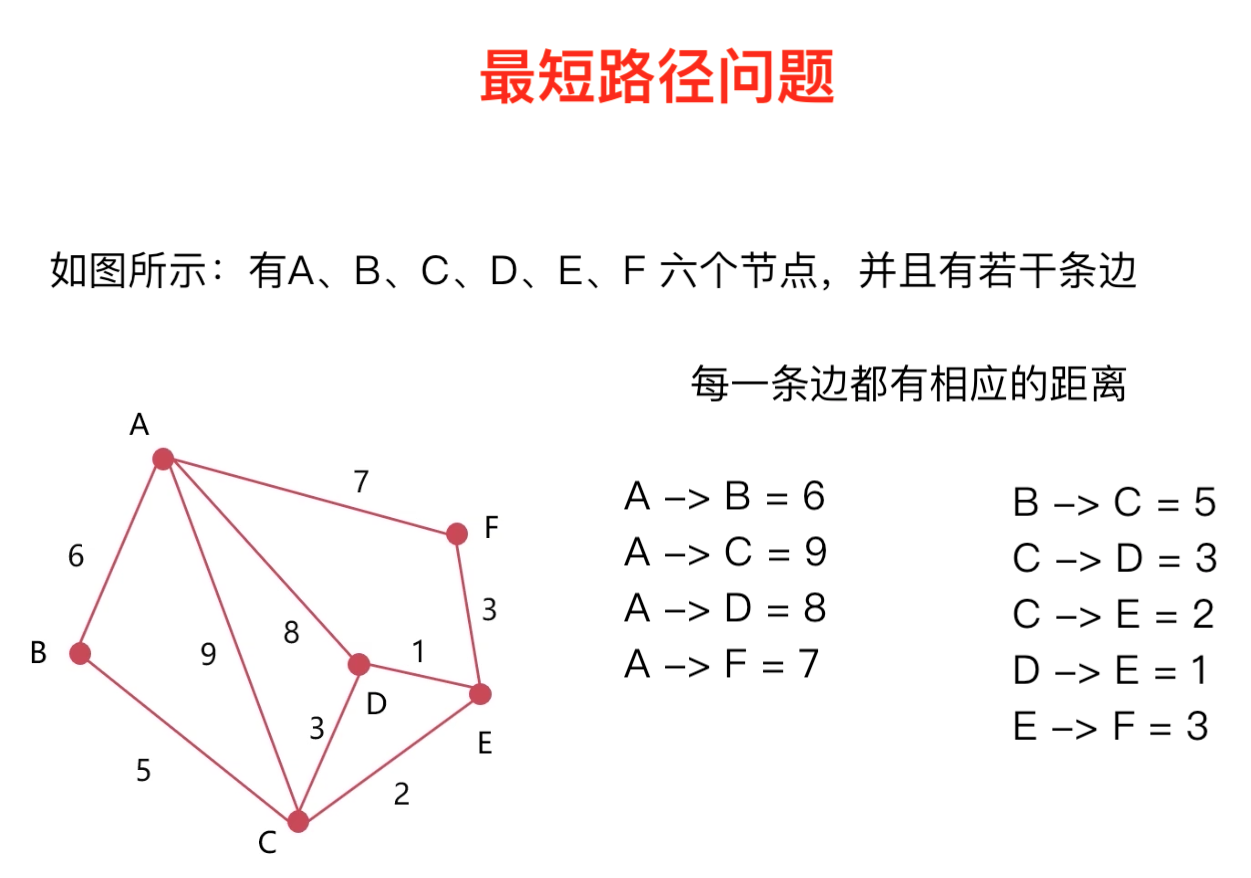 最短路径问题
如图所示：有A、B、C、D、E、F 六个节点，并且有若干条边
每一条边都有相应的距离
A
7
F
6
3
8
1
B
9
D
3
E
5
2
C
A –> B = 6
A –> C = 9
A –> D = 8
A –> F = 7
B –> C = 5
C –> D = 3
C –> E = 2
D –> E = 1
E –> F = 3